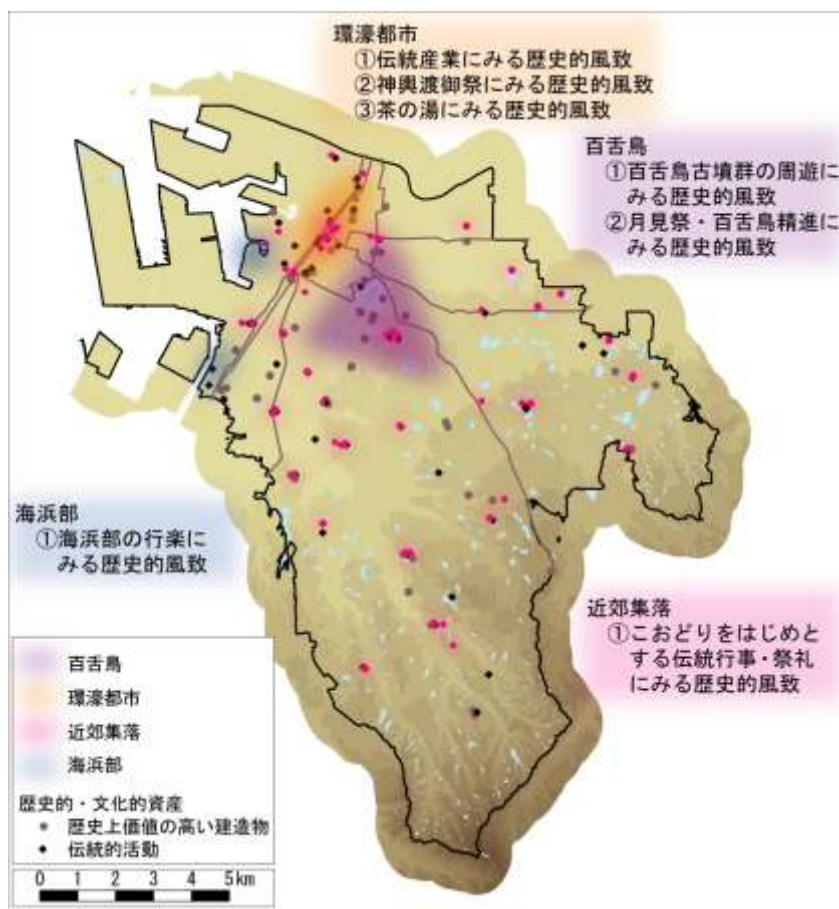 環濠都市
①伝統産業にみる歴史的風致
②神輿渡御祭にみる歴史的風致
③茶の湯にみる歴史的風致
百舌鳥
①百舌鳥古墳群の周遊に
みる歴史的風致
②月見祭・百舌鳥精進に
みる歴史的風致
海浜部
①海浜部の行楽に
みる歴史的風致
近郊集落
①こおどりをはじめと
する伝統行事・祭礼
にみる歴史的風致
百舌鳥
環濠都市
近郊集落
海浜部
歴史的・文化的資産
歴史上価値の高い建造物
伝統的活動
0 1 2 3 4 5km